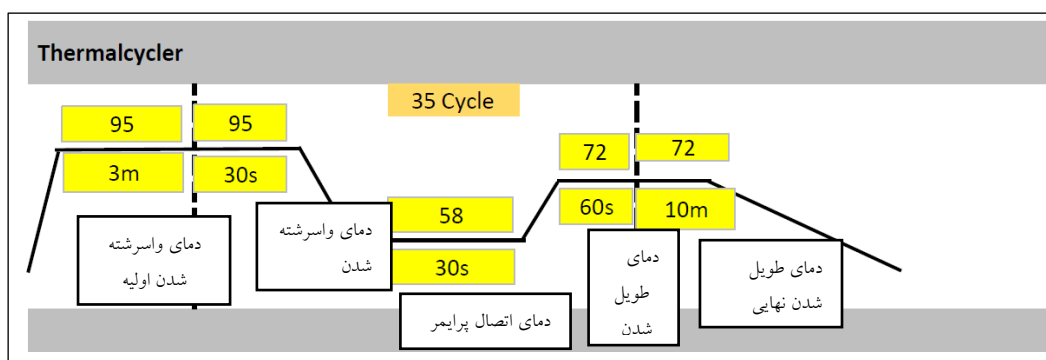 Thermalcycler
35 Cycle
95
95
3m
30s
58
30s
72
72
60s
10m
دمای واسرشته
شدن اولیه
دمای واسرشته
شدن
دمای اتصال پرایمر
دمای
طویل
شدن
دمای طویل
شدن نهایی